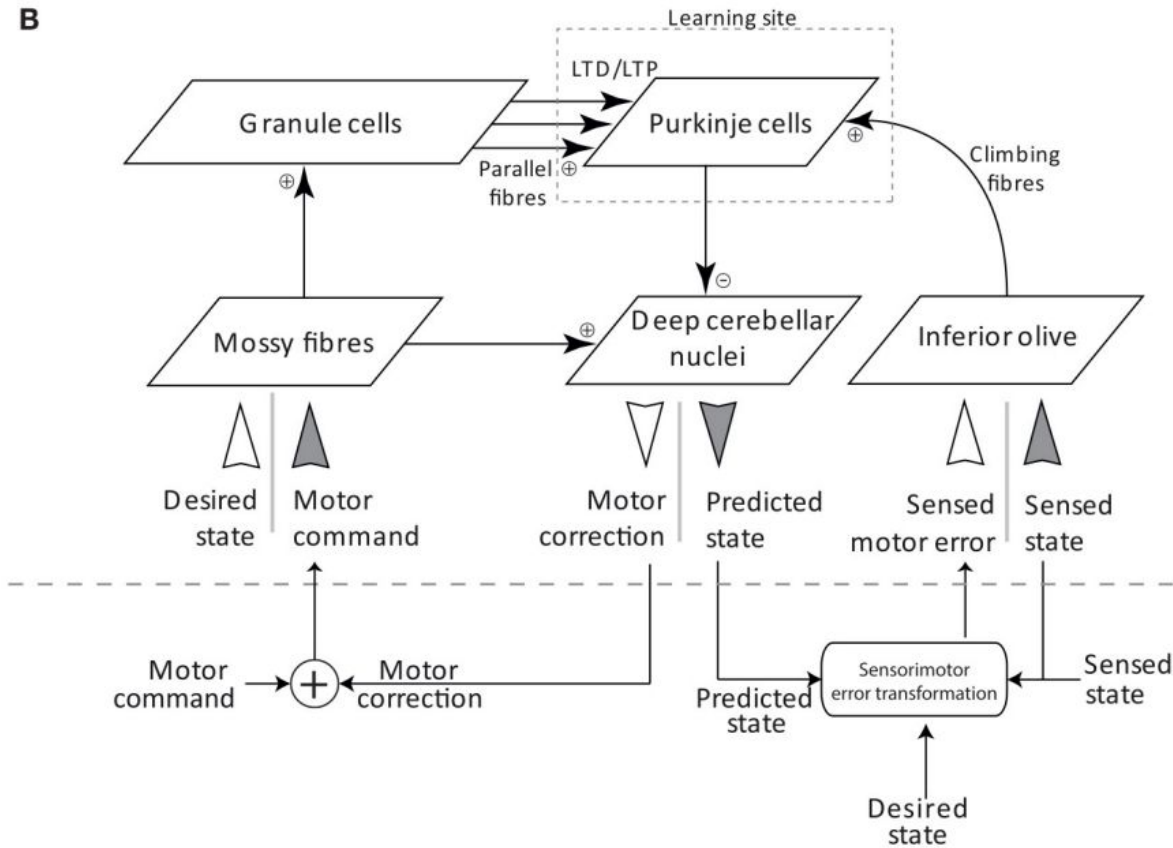 B
Learning site
LTD/LTP
Granule cells
Purkinje cells
⊕
⊕
Parallel
fibres
⊕
Climbing
fibres
⊖
Mossy fibres
⊕
Deep cerebellar
nuclei
Inferior olive
Desired
state
Motor
command
Motor
correction
Predicted
state
Sensed
motor error
Sensed
state
Motor
command
+
Motor
correction
Predicted
state
Sensorimotor
error transformation
Sensed
state
Desired
state